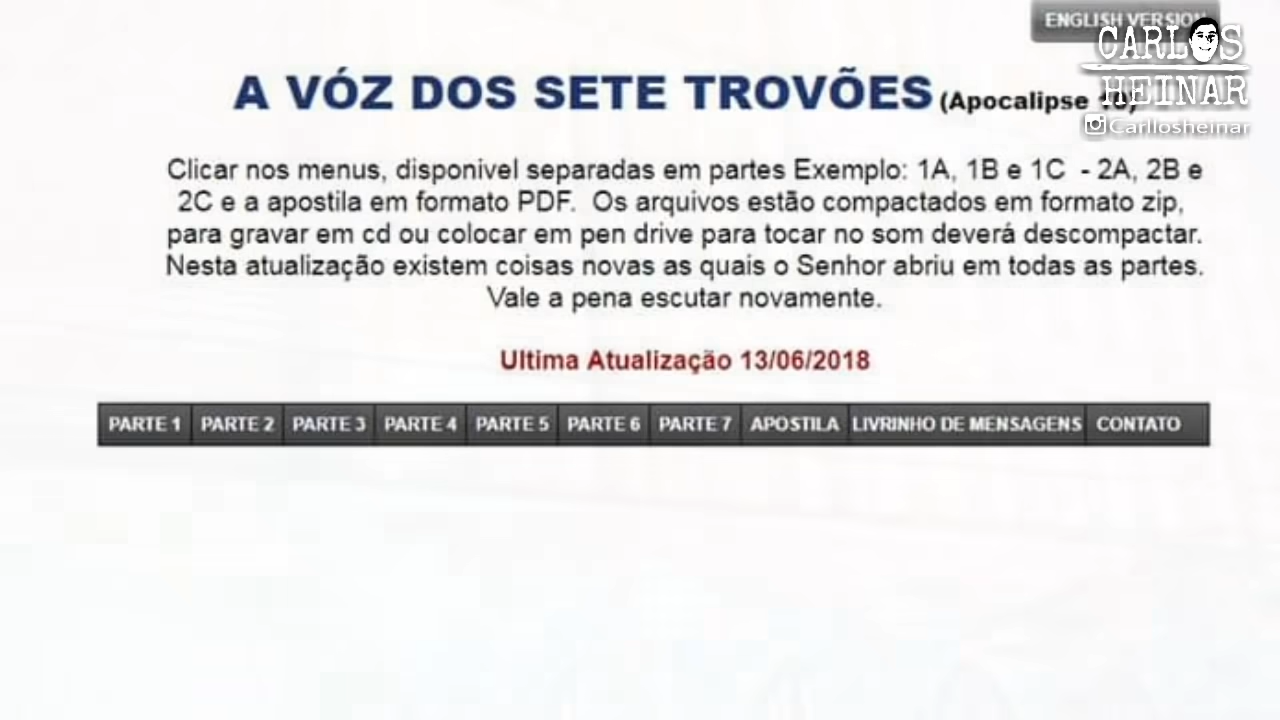 ENGLISH VERSION
CARLOS
HEINAR
Carllosheinar
A VÓZ DOS SETE TROVÕES (Apocalipse 10)
Clicar nos menus, disponivel separadas em partes Exemplo: 1A, 1B e 1C - 2A, 2B e
2C e a apostila em formato PDF. Os arquivos estão compactados em formato zip,
para gravar em cd ou colocar em pen drive para tocar no som deverá descompactar.
Nesta atualização existem coisas novas as quais o Senhor abriu em todas as partes.
Vale a pena escutar novamente.
Ultima Atualização 13/06/2018
PARTE 1 PARTE 2 PARTE 3 PARTE 4 PARTE 5 PARTE 6 PARTE 7 APOSTILA LIVRINHO DE MENSAGENS CONTATO